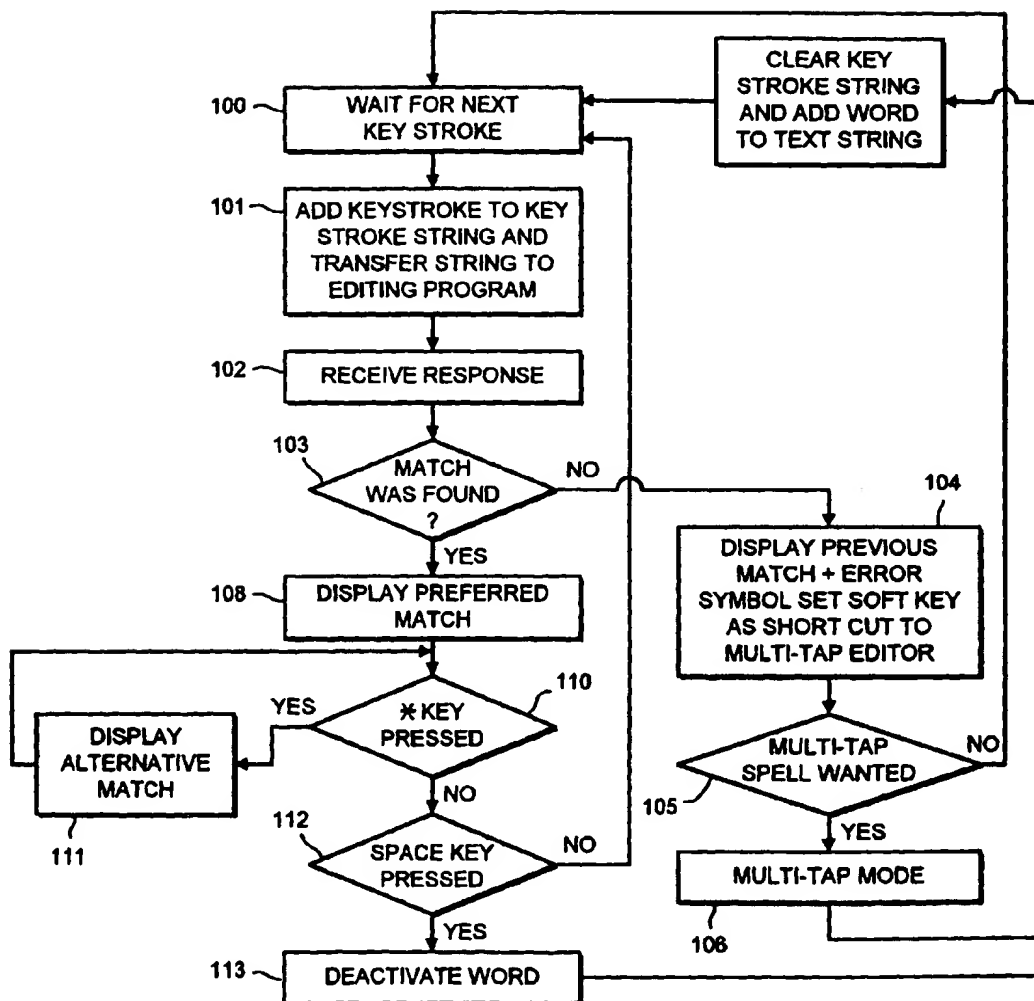 100
WAIT FOR NEXT
KEY STROKE
CLEAR KEY
STROKE STRING
AND ADD WORD
TO TEXT STRING
101
ADD KEYSTROKE TO KEY
STROKE STRING AND
TRANSFER STRING TO
EDITING PROGRAM
102
RECEIVE RESPONSE
103
MATCH
WAS FOUND
?
NO
YES
104
DISPLAY PREVIOUS
MATCH + ERROR
SYMBOL SET SOFT KEY
AS SHORT CUT TO
MULTI-TAP EDITOR
108
DISPLAY PREFERRED
MATCH
110
* KEY
PRESSED
YES
NO
DISPLAY
ALTERNATIVE
MATCH
111
105
MULTI-TAP
SPELL WANTED
NO
YES
112
SPACE KEY
PRESSED
NO
YES
MULTI-TAP MODE
106
113
DEACTIVATE WORD